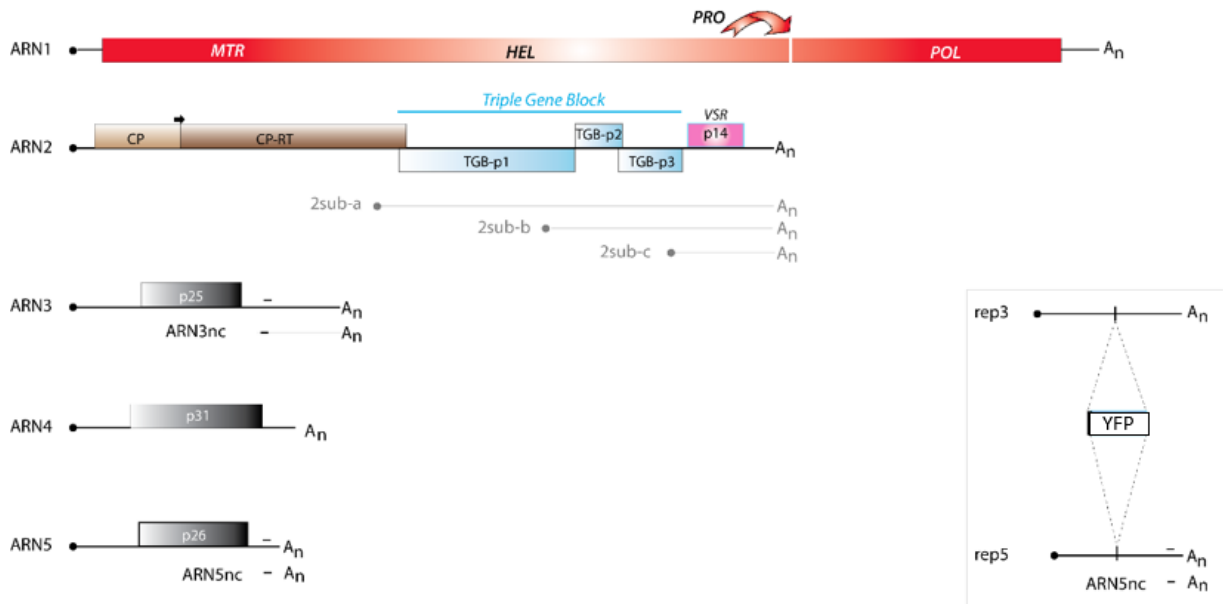 PRO
ARN1 MTR HEL POL An
Triple Gene Block
VSR
ARN2 CP CP-RT TGB-p2 p14 An
TGB-p1 TGB-p3
2sub-a An
2sub-b An
2sub-c An
ARN3 p25 – An
ARN3nc – An
ARN4 p31 An
ARN5 p26 – An
ARN5nc – An
rep3 An
YFP
rep5 – An
ARN5nc – An